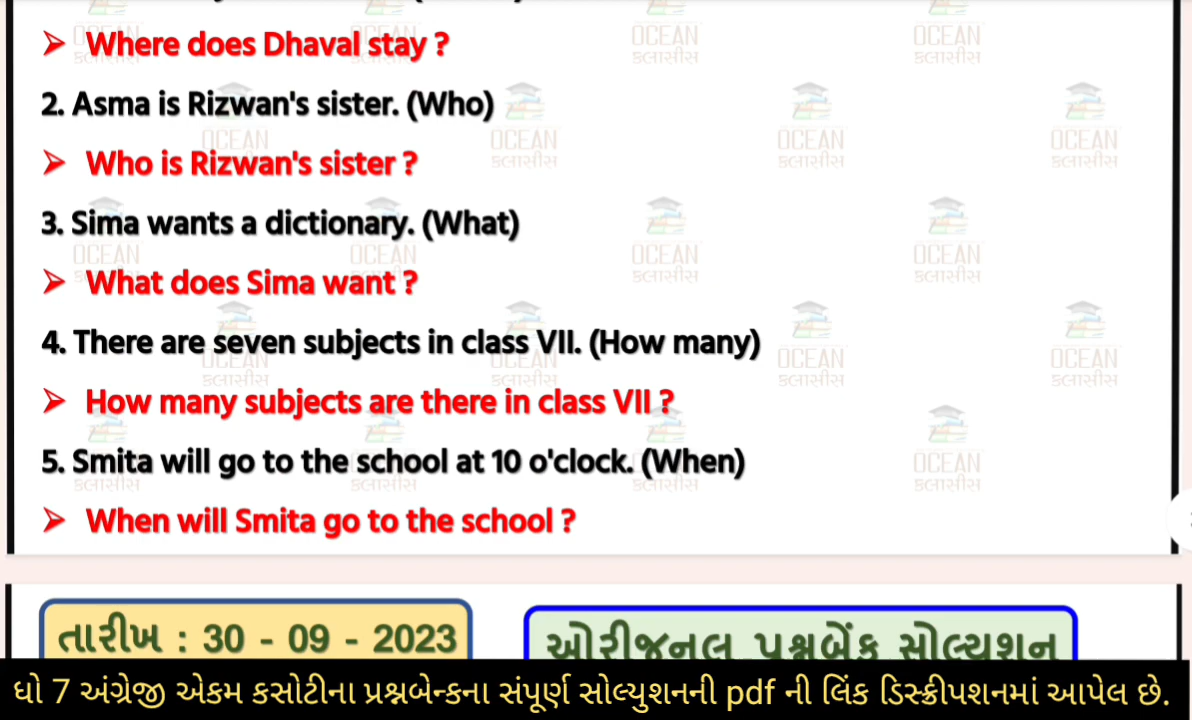 ➢ Where does Dhaval stay ?
2. Asma is Rizwan's sister. (Who)
➢ Who is Rizwan's sister ?
3. Sima wants a dictionary. (What)
➢ What does Sima want ?
4. There are seven subjects in class VII. (How many)
➢ How many subjects are there in class VII ?
5. Smita will go to the school at 10 o'clock. (When)
➢ When will Smita go to the school ?
તારીખ : 30 - 09 - 2023
ઓરીજનલ પ્રશ્નબેંક સોલ્યુશન
ધો 7 અંગ્રેજી એકમ કસોટીના પ્રશ્નબેન્કના સંપૂર્ણ સોલ્યુશનની pdf ની લિંક ડિસ્ક્રીપશનમાં આપેલ છે.